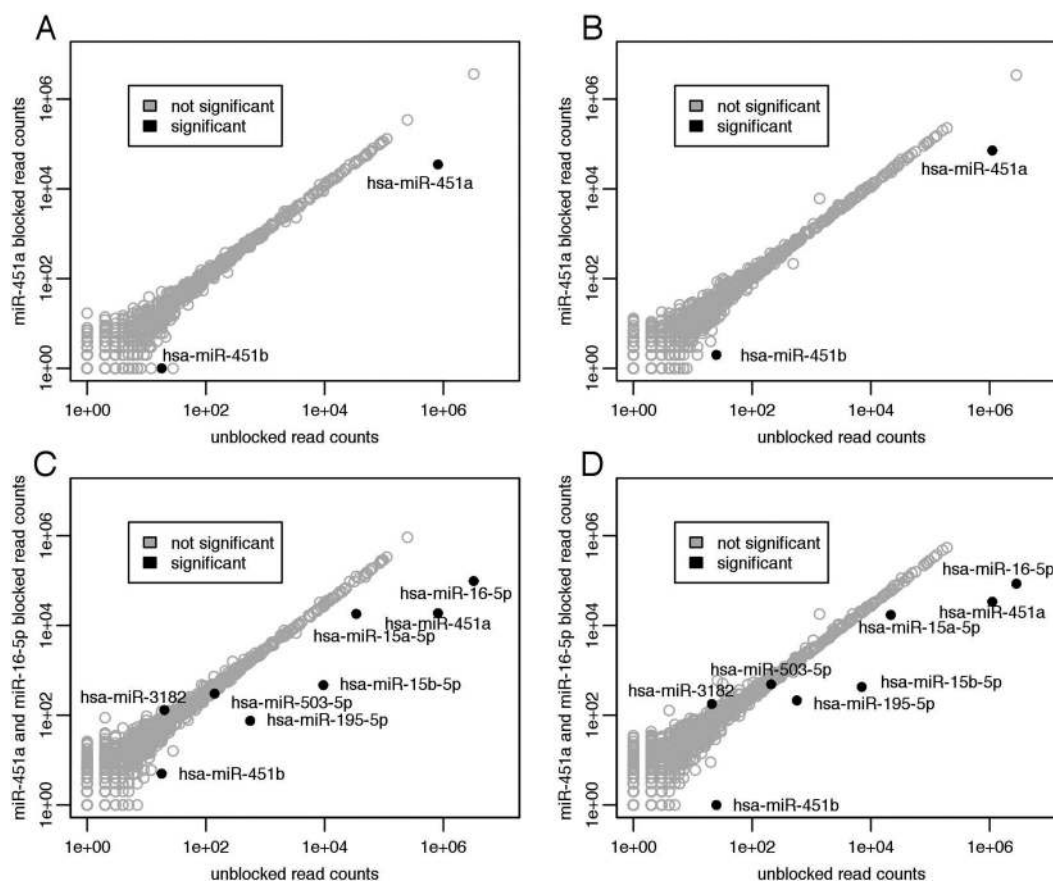 A
miR-451a blocked read counts
1e+00 1e+02 1e+04 1e+06
not significant
significant
hsa-miR-451a
hsa-miR-451b
1e+00 1e+02 1e+04 1e+06
unblocked read counts
B
miR-451a blocked read counts
1e+00 1e+02 1e+04 1e+06
not significant
significant
hsa-miR-451a
hsa-miR-451b
1e+00 1e+02 1e+04 1e+06
unblocked read counts
C
miR-451a and miR-16-5p blocked read counts
1e+00 1e+02 1e+04 1e+06
not significant
significant
hsa-miR-16-5p
hsa-miR-451a
hsa-miR-15a-5p
hsa-miR-15b-5p
hsa-miR-3182
hsa-miR-503-5p
hsa-miR-195-5p
hsa-miR-451b
1e+00 1e+02 1e+04 1e+06
unblocked read counts
D
miR-451a and miR-16-5p blocked read counts
1e+00 1e+02 1e+04 1e+06
not significant
significant
hsa-miR-16-5p
hsa-miR-451a
hsa-miR-15a-5p
hsa-miR-503-5p
hsa-miR-3182
hsa-miR-15b-5p
hsa-miR-195-5p
hsa-miR-451b
1e+00 1e+02 1e+04 1e+06
unblocked read counts